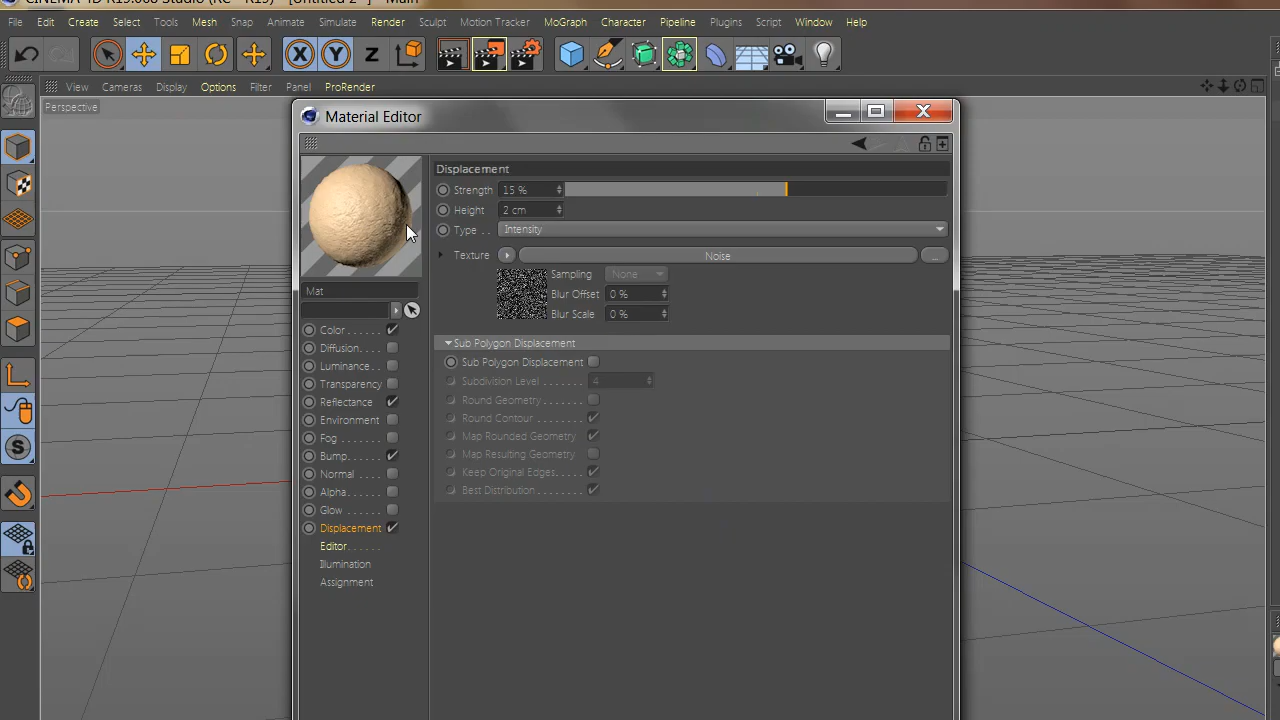 File Edit Create Select Tools Mesh Snap Animate Simulate Render Sculpt Motion Tracker MoGraph Character Pipeline Plugins Script Window Help
View Cameras Display Options Filter Panel ProRender
Perspective
Material Editor
Displacement
Strength 15 %
Height 2 cm
Type . . Intensity
Texture Noise ...
Sampling None
Blur Offset 0 %
Blur Scale 0 %
Mat
Sub Polygon Displacement
Sub Polygon Displacement
Subdivision Level . . . . . . . 4
Round Geometry . . . . . . .
Round Contour . . . . . . . .
Map Rounded Geometry
Map Resulting Geometry
Keep Original Edges. . . . .
Best Distribution . . . . . . . .
Color . . . . . .
Diffusion. . . .
Luminance. .
Transparency
Reflectance
Environment
Fog . . . . . . .
Bump. . . . . .
Normal . . . .
Alpha. . . . . .
Glow . . . . . .
Displacement
Editor. . . . . .
Illumination
Assignment